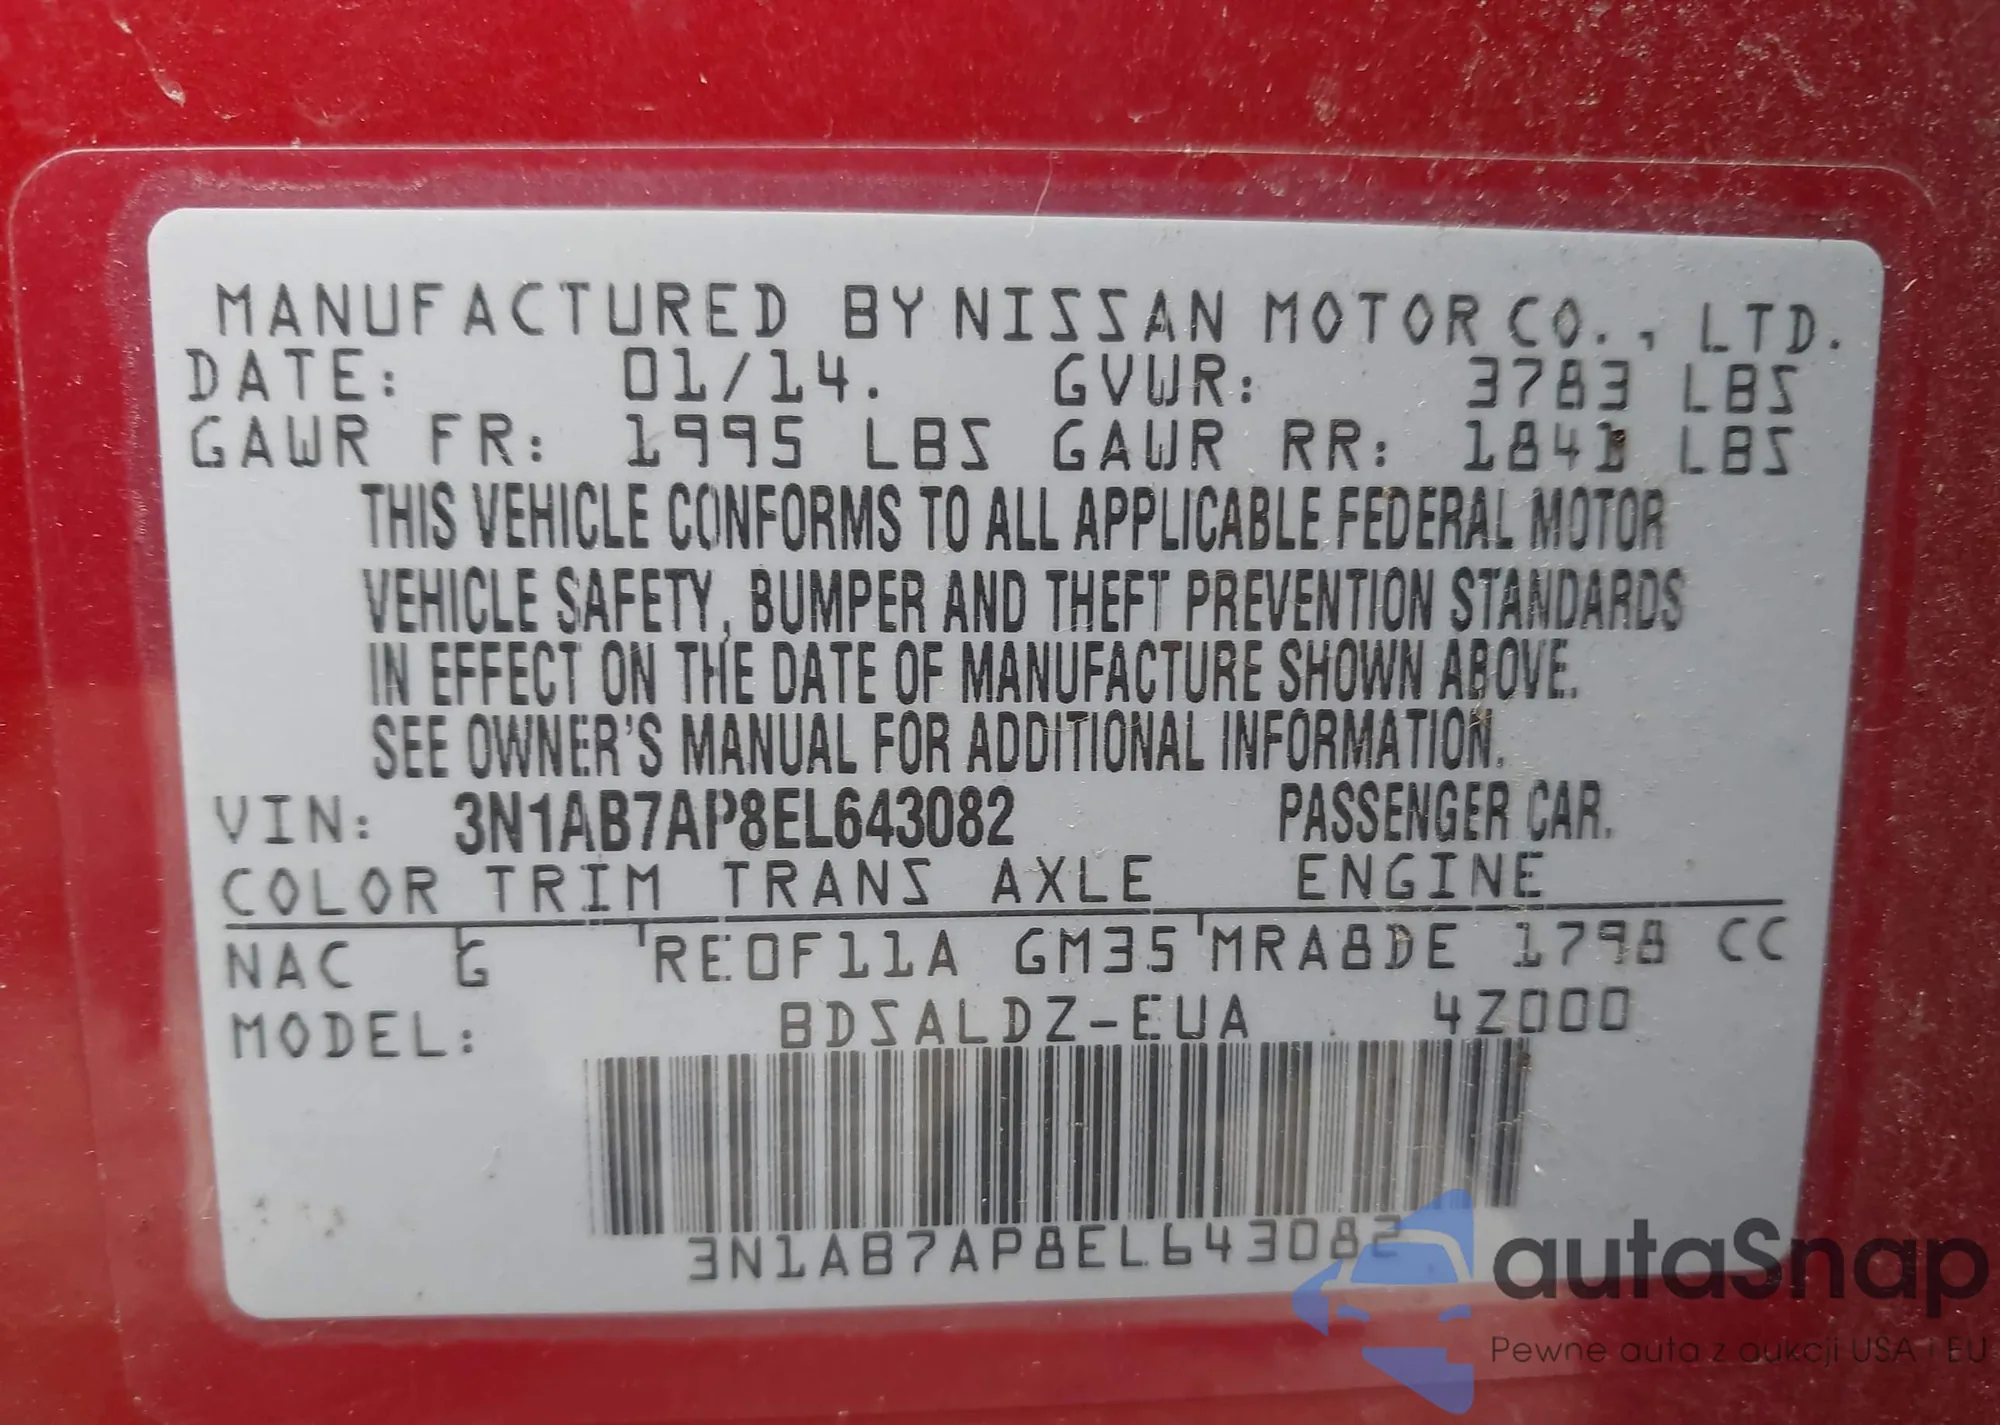 MANUFACTURED BY NISSAN MOTOR CO., LTD.
DATE: 01/14. GVWR: 3783 LBS
GAWR FR: 1995 LBS GAWR RR: 1841 LBS
THIS VEHICLE CONFORMS TO ALL APPLICABLE FEDERAL MOTOR
VEHICLE SAFETY, BUMPER AND THEFT PREVENTION STANDARDS
IN EFFECT ON THE DATE OF MANUFACTURE SHOWN ABOVE.
SEE OWNER'S MANUAL FOR ADDITIONAL INFORMATION.
VIN: 3N1AB7AP8EL643082 PASSENGER CAR.
COLOR TRIM TRANS AXLE ENGINE
NAC G RE0F11A GM35 MRA8DE 1798 CC
MODEL: BDSALDZ-EUA 4Z000
3N1AB7AP8EL643082
autaSnap
Pewne auta z aukcji USA i EU